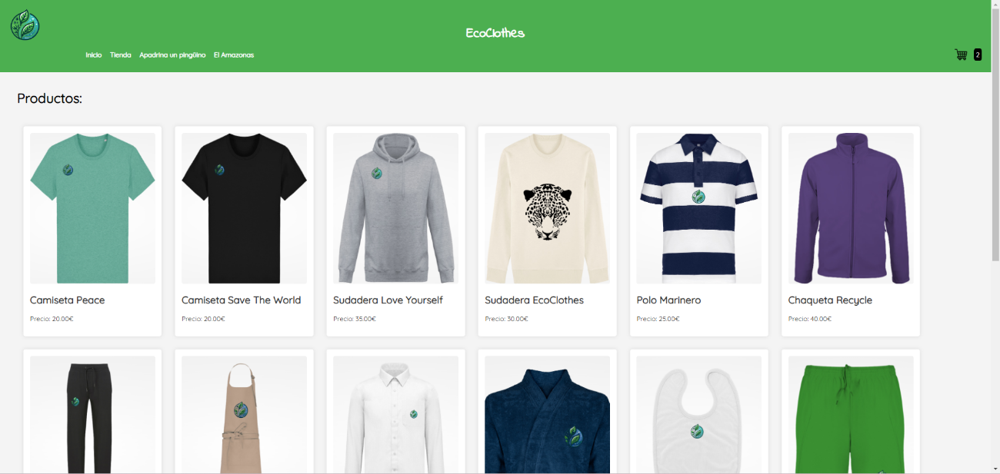 EcoClothes
Inicio Tienda Apadrina un pingüino El Amazonas
2
Productos:
Camiseta Peace
Precio: 20.00€
Camiseta Save The World
Precio: 20.00€
Sudadera Love Yourself
Precio: 35.00€
Sudadera EcoClothes
Precio: 30.00€
Polo Marinero
Precio: 25.00€
Chaqueta Recycle
Precio: 40.00€